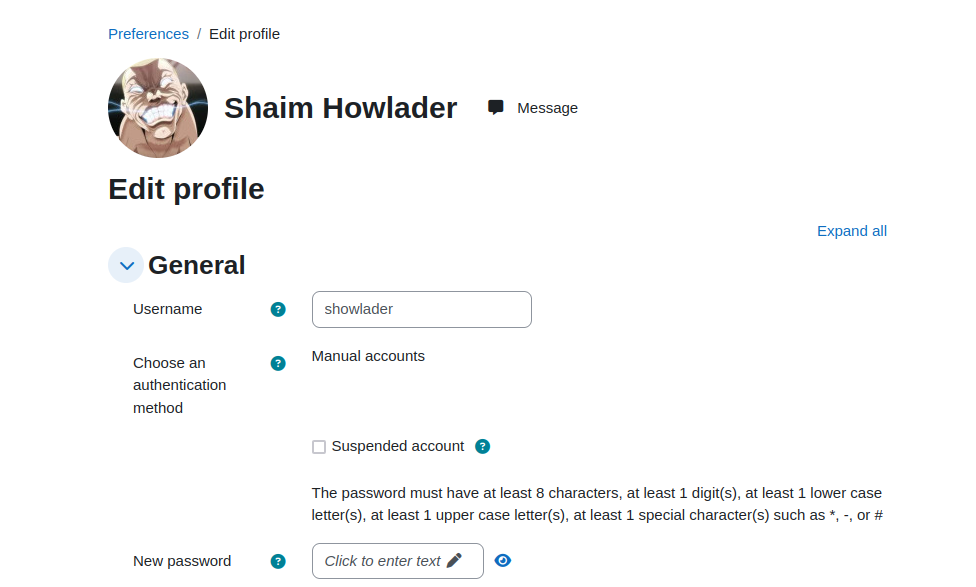 Preferences / Edit profile
Shaim Howlader Message
Edit profile
Expand all
General
Username ? showlader
Choose an ? Manual accounts
authentication
method
Suspended account ?
The password must have at least 8 characters, at least 1 digit(s), at least 1 lower case
letter(s), at least 1 upper case letter(s), at least 1 special character(s) such as *, -, or #
New password ? Click to enter text